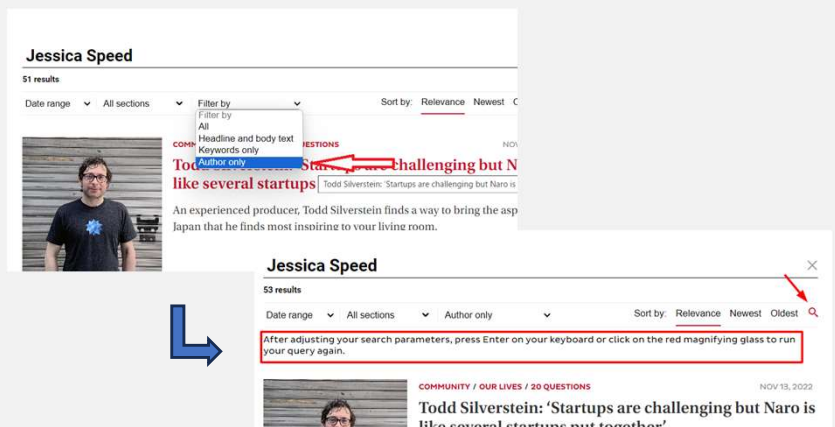 Jessica Speed
51 results
Date range All sections Filter by Sort by: Relevance Newest
Filter by
All
Headline and body text
Keywords only
Author only
QUESTIONS
challenging but
like several startups Todd Silverstein: 'Startups are challenging but Naro is
An experienced producer, Todd Silverstein finds a way to bring the
Japan that he finds most inspiring to your living room.
Jessica Speed
53 results
Date range All sections Author only Sort by: Relevance Newest Oldest
After adjusting your search parameters, press Enter on your keyboard or click on the red magnifying glass to run
your query again.
COMMUNITY / OUR LIVES / 20 QUESTIONS NOV 13, 2022
Todd Silverstein: 'Startups are challenging but Naro is
like several startups put together'